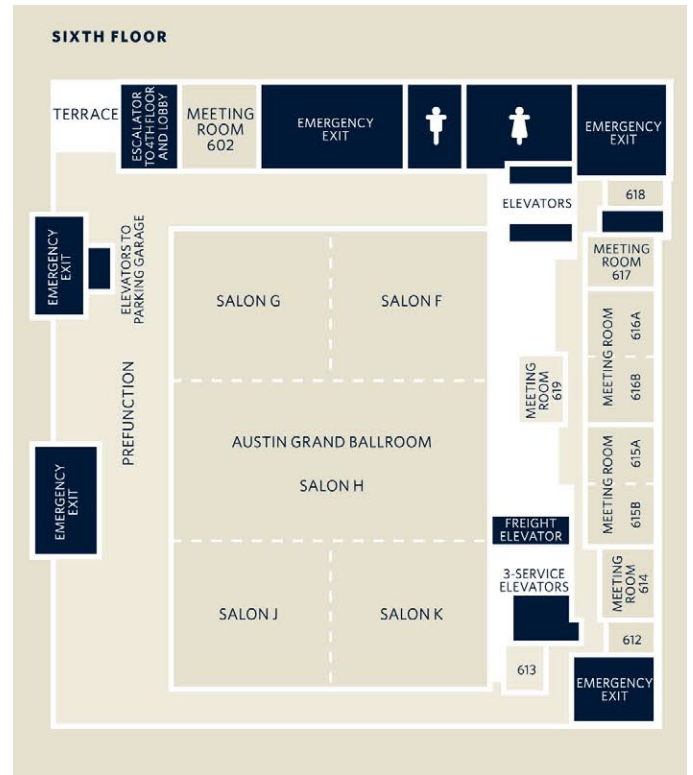 SIXTH FLOOR
TERRACE
ESCALATOR
TO 4TH FLOOR
AND LOBBY
MEETING
ROOM
602
EMERGENCY
EXIT
EMERGENCY
EXIT
ELEVATORS
618
EMERGENCY
EXIT
ELEVATORS TO
PARKING GARAGE
MEETING
ROOM
617
SALON G
SALON F
MEETING ROOM
616A
616B
MEETING
ROOM
619
PREFUNCTION
AUSTIN GRAND BALLROOM
SALON H
MEETING ROOM
615A
615B
EMERGENCY
EXIT
FREIGHT
ELEVATOR
3-SERVICE
ELEVATORS
MEETING
ROOM
614
SALON J
SALON K
612
613
EMERGENCY
EXIT